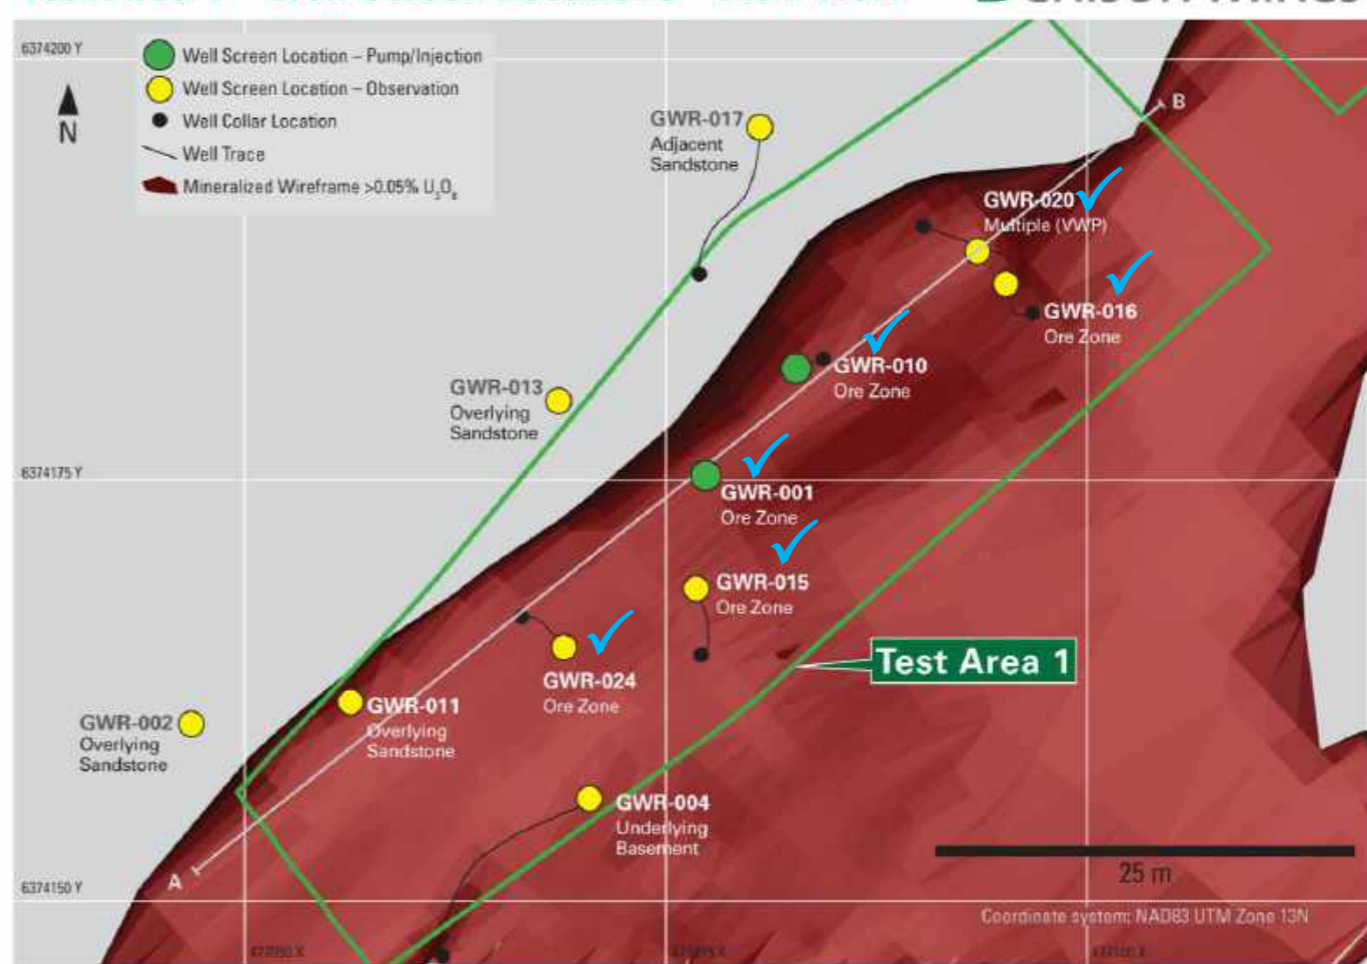 6374200 Y
Well Screen Location – Pump/Injection
Well Screen Location – Observation
Well Collar Location
Well Trace
Mineralized Wireframe >0.05% U₃O₈
N
GWR-017
Adjacent
Sandstone
B
GWR-020
Multiple (VWP)
GWR-016
Ore Zone
GWR-010
Ore Zone
GWR-013
Overlying
Sandstone
6374175 Y
GWR-001
Ore Zone
GWR-015
Ore Zone
Test Area 1
GWR-024
Ore Zone
GWR-011
Overlying
Sandstone
GWR-002
Overlying
Sandstone
GWR-004
Underlying
Basement
A
25 m
6374150 Y
Coordinate system: NAD83 UTM Zone 13N